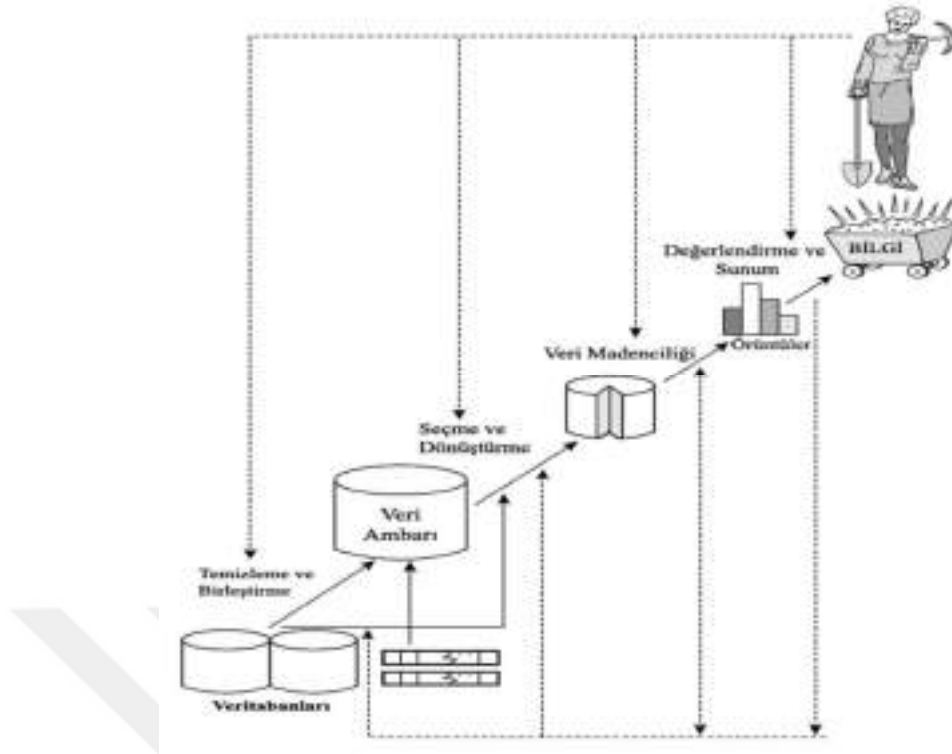 BİLGİ
Değerlendirme ve
Sunum
Örüntüler
Veri Madenciliği
Seçme ve
Dönüştürme
Veri
Ambarı
Temizleme ve
Birleştirme
Veritabanları